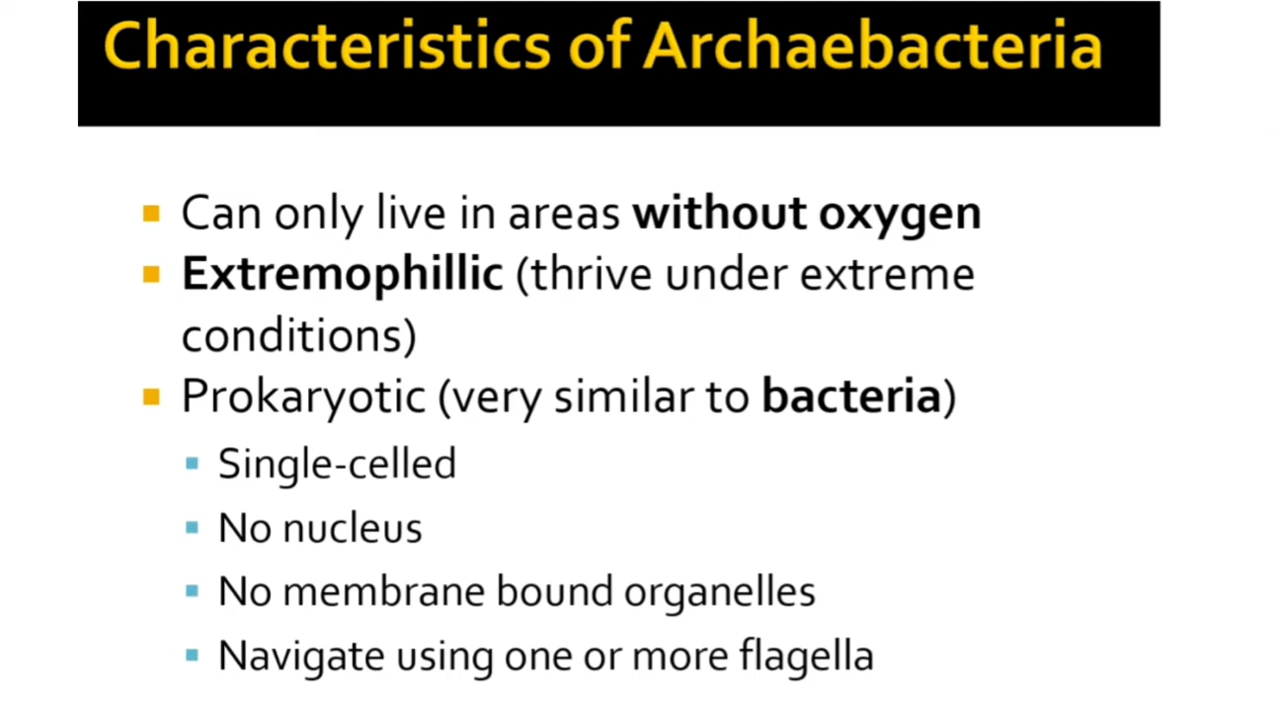 Characteristics of Archaebacteria
Can only live in areas without oxygen
Extremophillic (thrive under extreme
conditions)
Prokaryotic (very similar to bacteria)
Single-celled
No nucleus
No membrane bound organelles
Navigate using one or more flagella